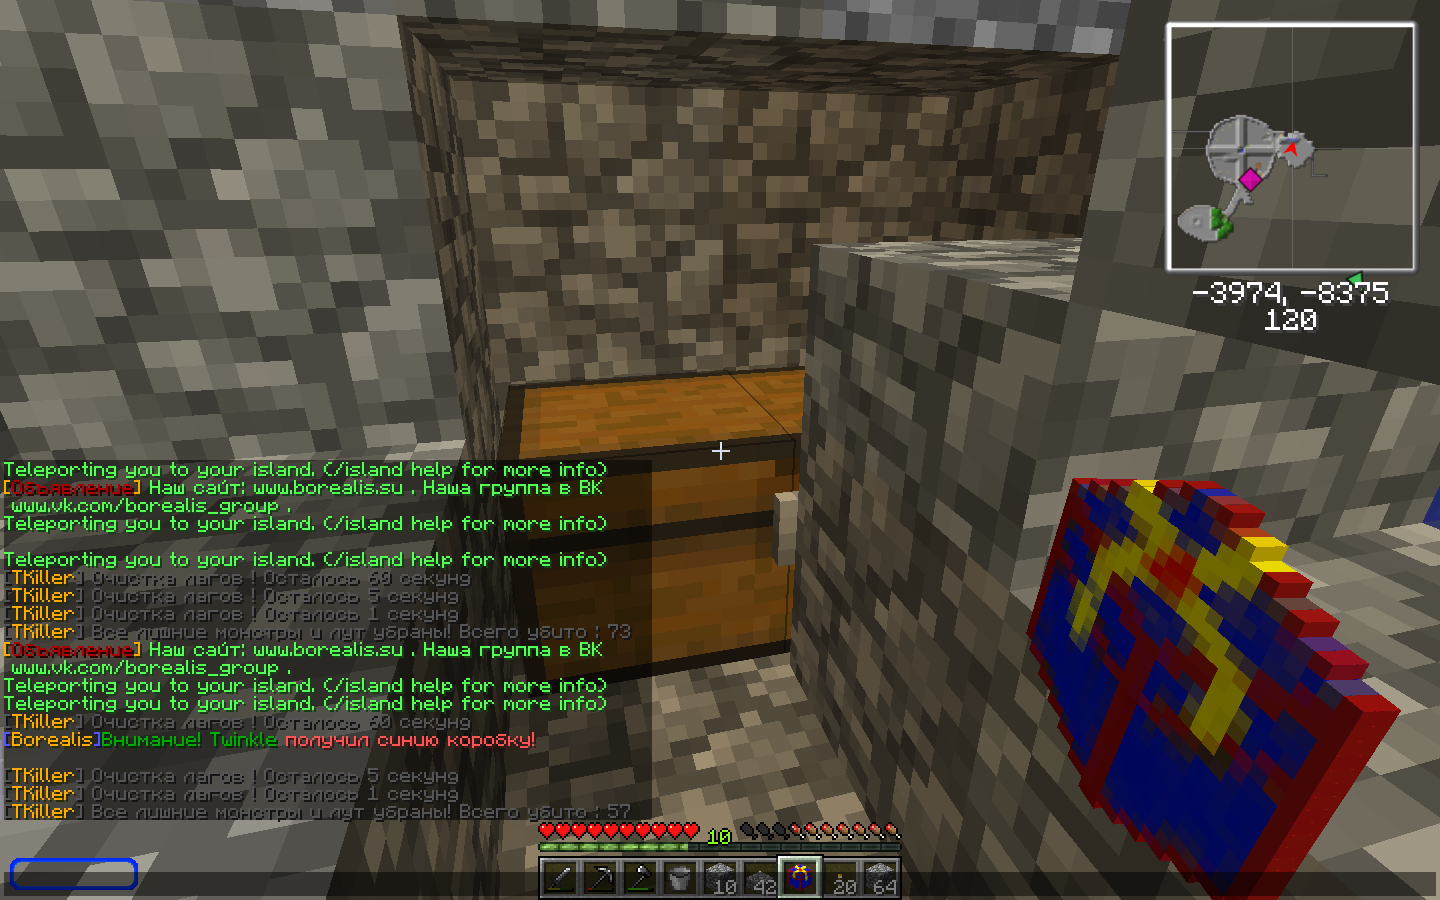 -3974, -8375
120
Teleporting you to your island. (/island help for more info)
[Объявление] Наш сайт: www.borealis.su . Наша группа в ВК
www.vk.com/borealis_group .
Teleporting you to your island. (/island help for more info)
Teleporting you to your island. (/island help for more info)
[TKiller] Очистка лагов ! Осталось 60 секунд
[TKiller] Очистка лагов ! Осталось 5 секунд
[TKiller] Очистка лагов ! Осталось 1 секунд
[TKiller] Все лишние монстры и лут убраны! Всего убито : 73
[Объявление] Наш сайт: www.borealis.su . Наша группа в ВК
www.vk.com/borealis_group .
Teleporting you to your island. (/island help for more info)
Teleporting you to your island. (/island help for more info)
[TKiller] Очистка лагов ! Осталось 60 секунд
[Borealis]Внимание! Twinkle получил синюю коробку!
[TKiller] Очистка лагов ! Осталось 5 секунд
[TKiller] Очистка лагов ! Осталось 1 секунд
[TKiller] Все лишние монстры и лут убраны! Всего убито : 57
10
10 42 20 64